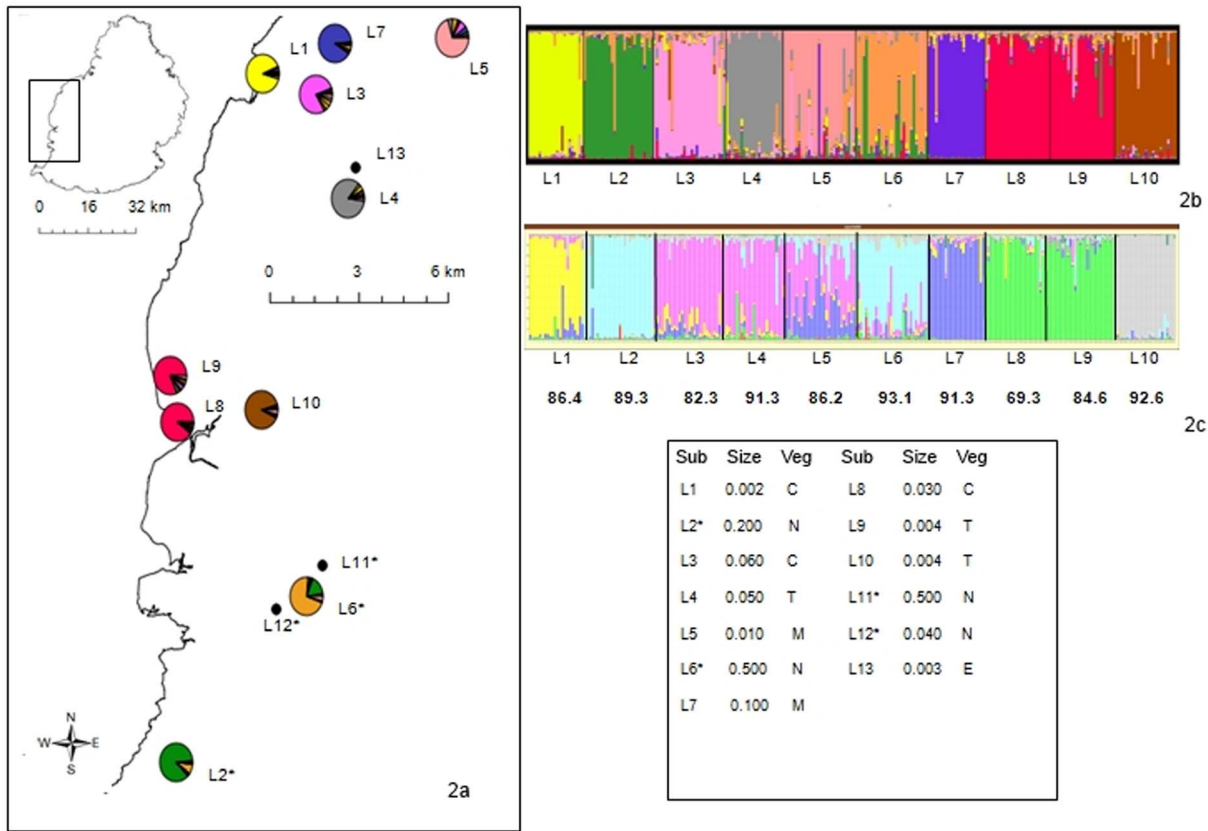 L7
L1
L5
L3
L13
L4
0 16 32 km
0 3 6 km
L9
L8
L10
L11*
L6*
L12*
N
W E
S
L2*
2a
L1 L2 L3 L4 L5 L6 L7 L8 L9 L10
2b
L1 L2 L3 L4 L5 L6 L7 L8 L9 L10
86.4 89.3 82.3 91.3 86.2 93.1 91.3 69.3 84.6 92.6
2c
Sub Size Veg Sub Size Veg
L1 0.002 C L8 0.030 C
L2* 0.200 N L9 0.004 T
L3 0.060 C L10 0.004 T
L4 0.050 T L11* 0.500 N
L5 0.010 M L12* 0.040 N
L6* 0.500 N L13 0.003 E
L7 0.100 M